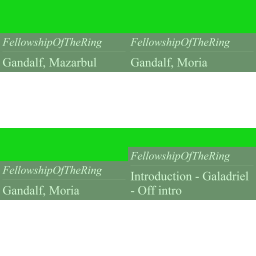 FellowshipOfTheRing
Gandalf, Mazarbul
FellowshipOfTheRing
Gandalf, Moria
FellowshipOfTheRing
Gandalf, Moria
FellowshipOfTheRing
Introduction - Galadriel
- Off intro